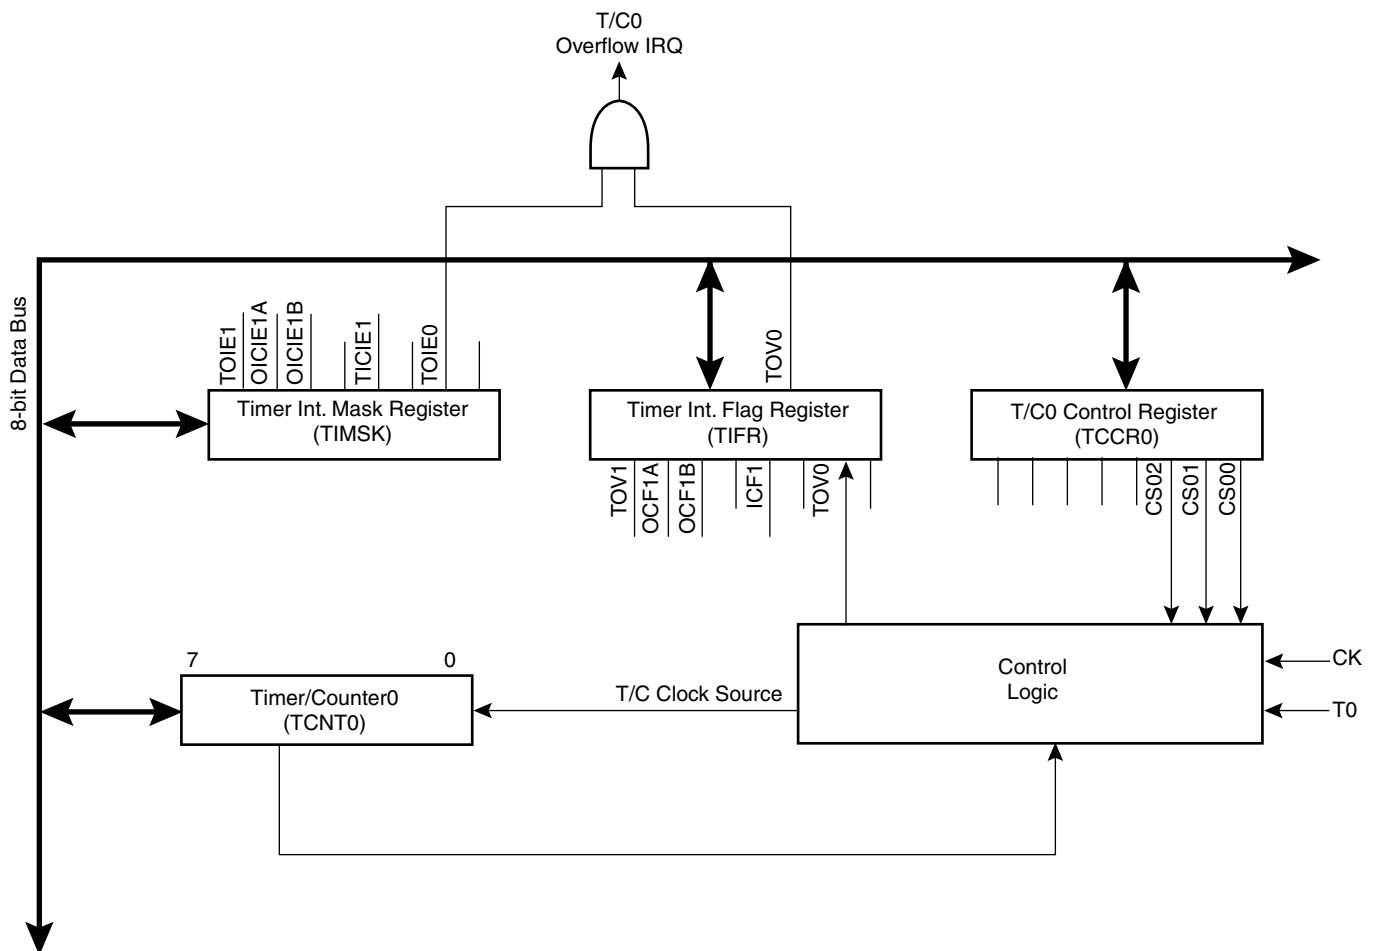 T/C0
Overflow IRQ
8-bit Data Bus
TOIE1
OICIE1A
OICIE1B
TICIE1
TOIE0
TOV0
Timer Int. Mask Register
(TIMSK)
Timer Int. Flag Register
(TIFR)
T/C0 Control Register
(TCCR0)
TOV1
OCF1A
OCF1B
ICF1
TOV0
CS02
CS01
CS00
7
0
Timer/Counter0
(TCNT0)
T/C Clock Source
Control
Logic
CK
T0